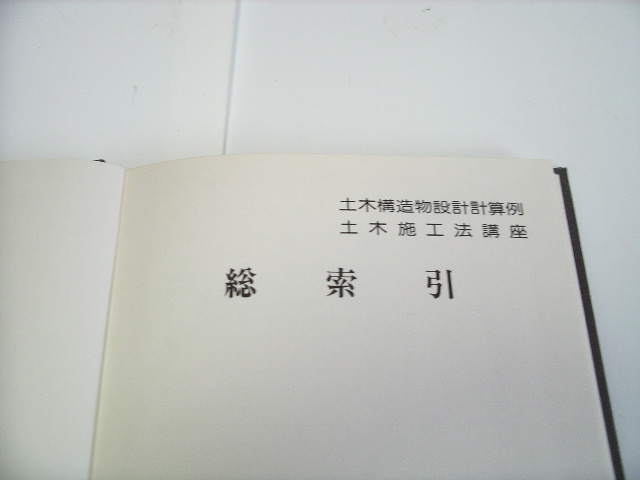 土木構造物設計計算例
土木施工法講座
総索引